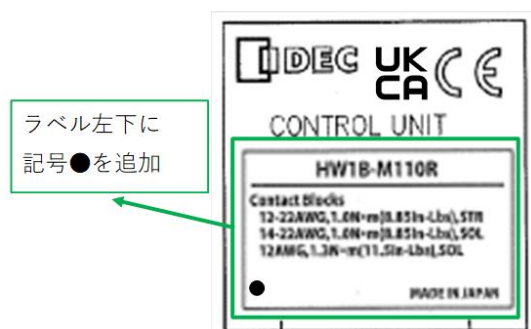 IDEC UK CA CE
CONTROL UNIT
ラベル左下に
記号●を追加
HW1B-M110R
Contact Blocks
12-22AWG,1.0N・m(8.85In-Lbs),STR
14-22AWG,1.0N・m(8.85In-Lbs),SOL
12AWG,1.3N・m(11.5In-Lbs),SOL
●
MADE IN JAPAN